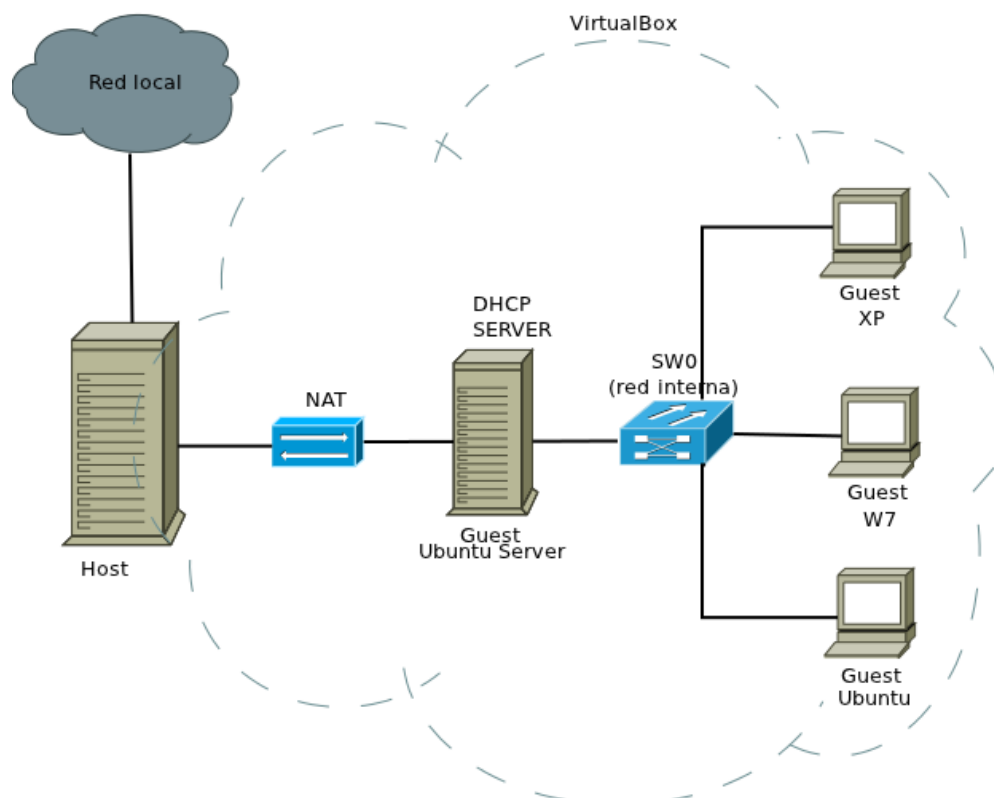 VirtualBox
Red local
DHCP
SERVER
Guest
XP
SW0
(red interna)
NAT
Guest
W7
Guest
Ubuntu Server
Host
Guest
Ubuntu